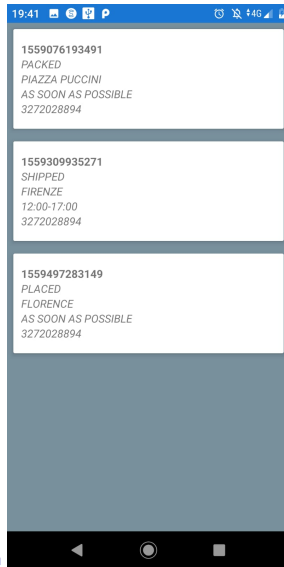 19:41
4G
1559076193491
PACKED
PIAZZA PUCCINI
AS SOON AS POSSIBLE
3272028894
1559309935271
SHIPPED
FIRENZE
12:00-17:00
3272028894
1559497283149
PLACED
FLORENCE
AS SOON AS POSSIBLE
3272028894